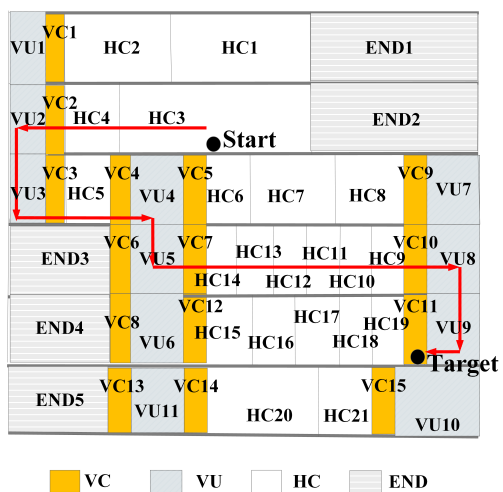 VU1 VC1 HC2 HC1 END1
VU2 VC2 HC4 HC3 END2
Start
VU3 VC3 HC5 VC4 VU4 VC5 HC6 HC7 HC8 VC9 VU7
END3 VC6 VU5 VC7 HC14 HC13 HC12 HC11 HC10 HC9 VC10 VU8
END4 VC8 VU6 VC12 HC15 HC16 HC17 HC18 HC19 VC11 VU9
Target
END5 VC13 VU11 VC14 HC20 HC21 VC15 VU10
VC VU HC END